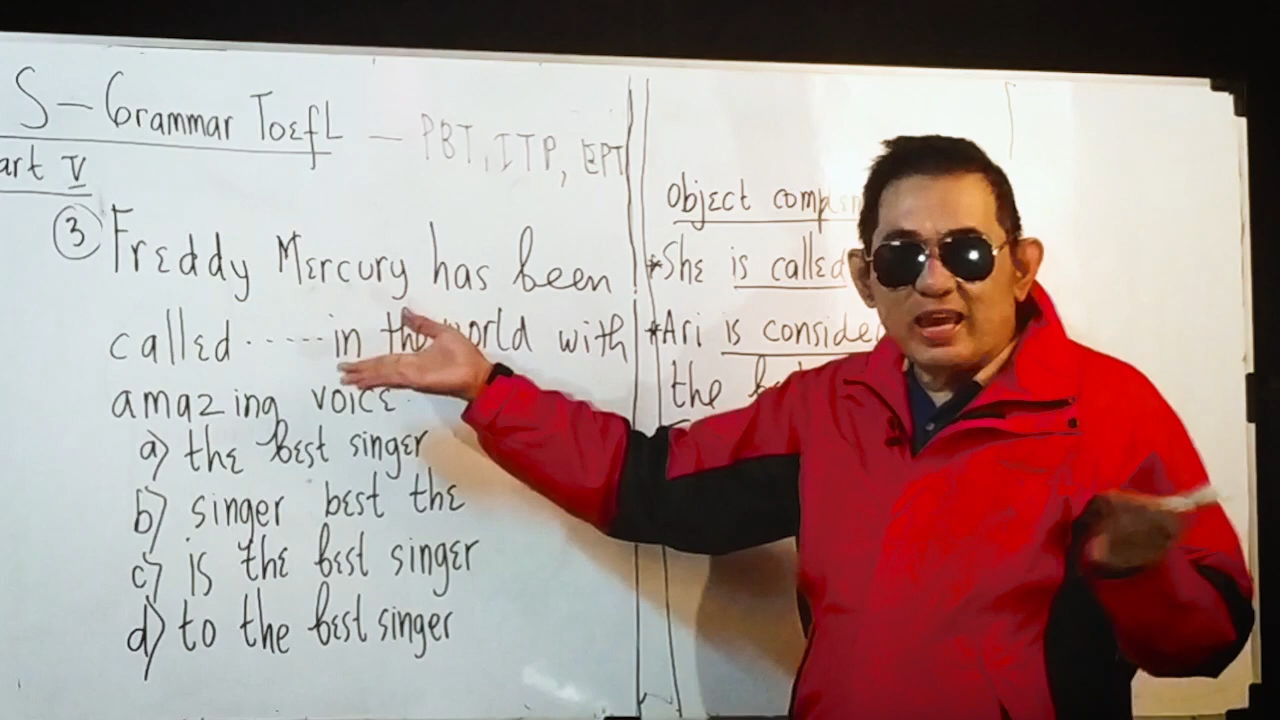 S - Grammar Toefl - PBT, ITP, EPT
art V
③ Freddy Mercury has been
called ...... in the world with
amazing voice.
a) the best singer
b) singer best the
c) is the best singer
d) to the best singer
Object complem
* She is called
* Ari is conside
the